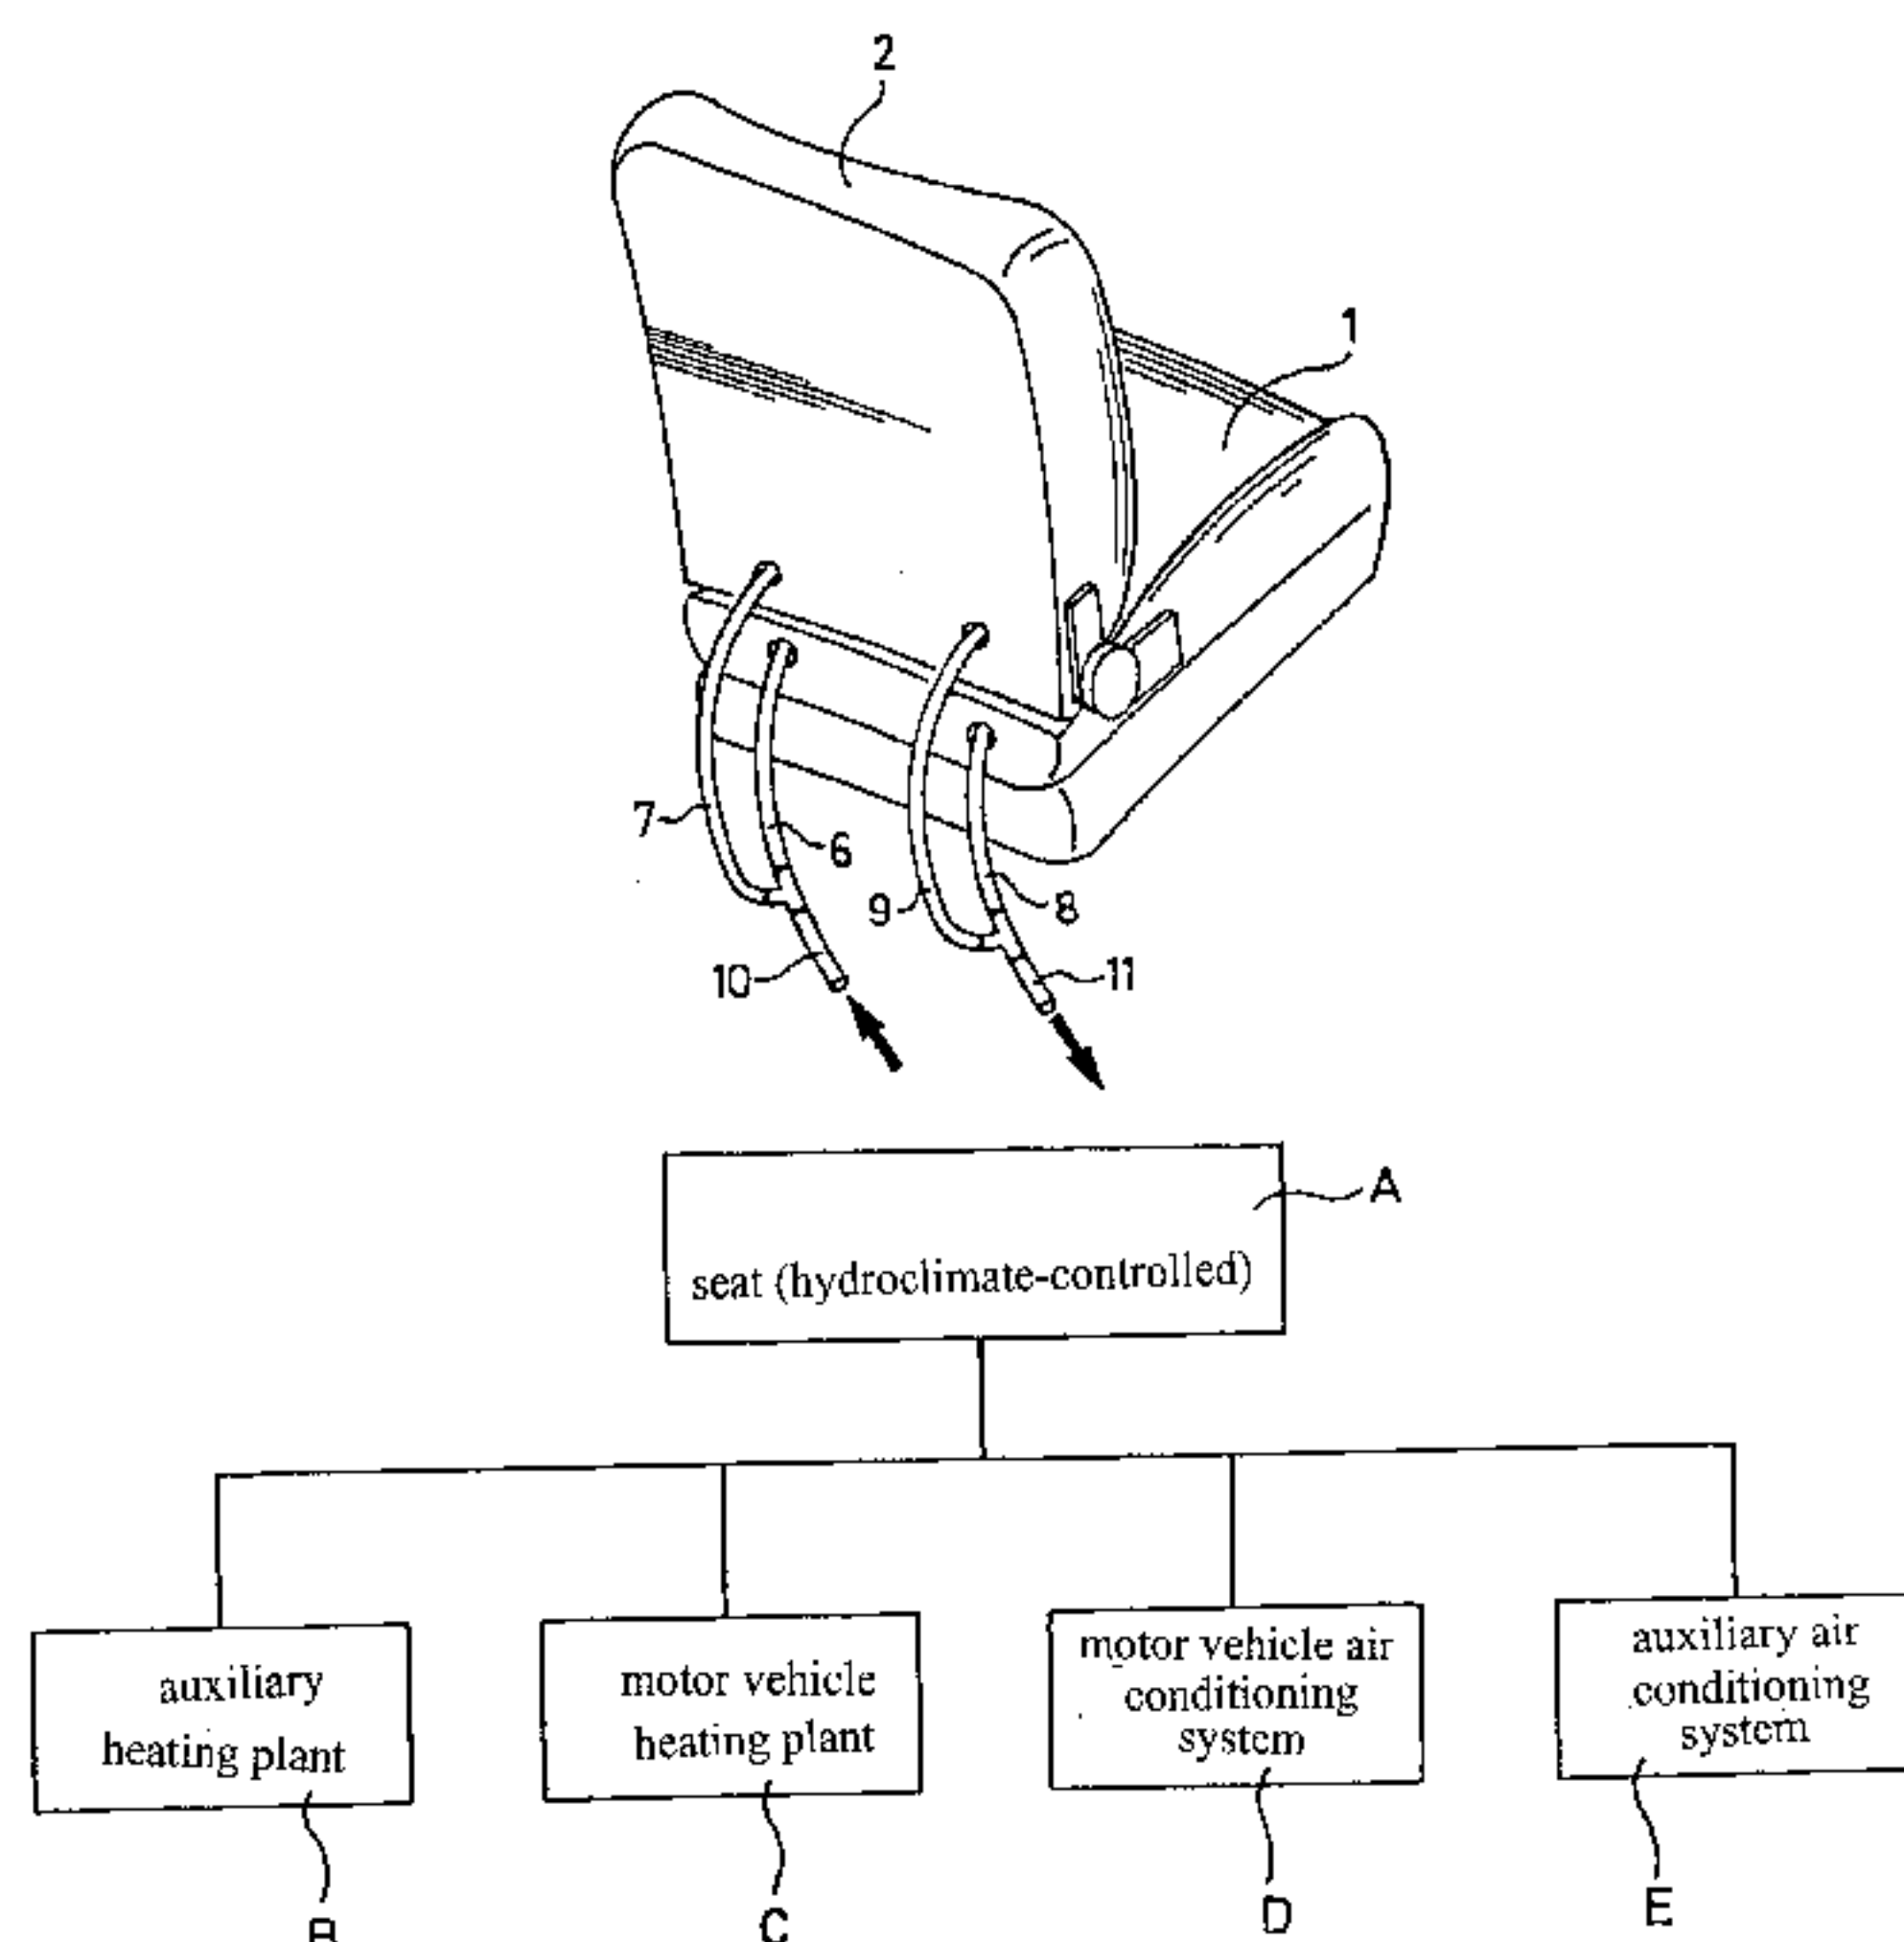 2
1
7
6
9
8
10
11
A
seat (hydroclimate-controlled)
auxiliary
heating plant
motor vehicle
heating plant
motor vehicle air
conditioning
system
auxiliary air
conditioning
system
B
C
D
E